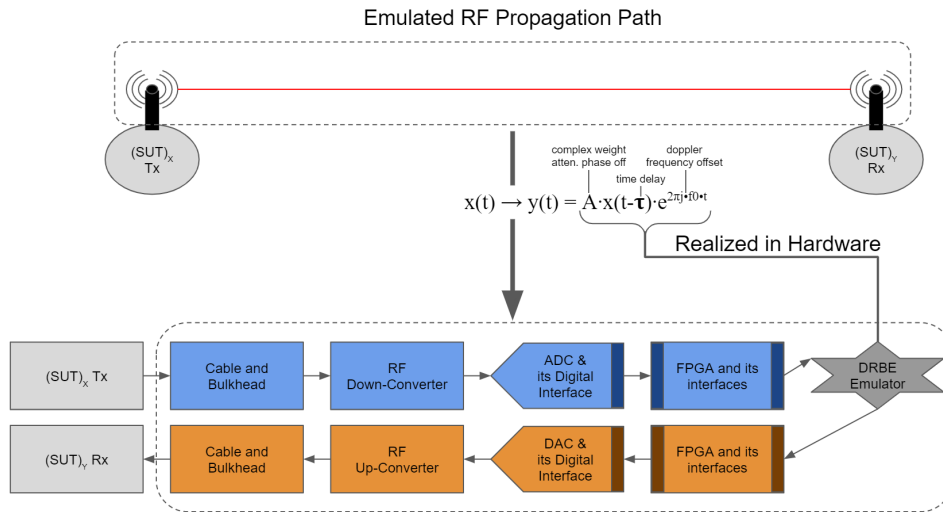 Emulated RF Propagation Path
(SUT)X
Tx
(SUT)Y
Rx
complex weight
atten. phase off
doppler
frequency offset
time delay
x(t) → y(t) = A·x(t-τ)·e^2πj•f0•t
Realized in Hardware
(SUT)X Tx
Cable and
Bulkhead
RF
Down-Converter
ADC &
its Digital
Interface
FPGA and its
interfaces
DRBE
Emulator
(SUT)Y Rx
Cable and
Bulkhead
RF
Up-Converter
DAC &
its Digital
Interface
FPGA and its
interfaces